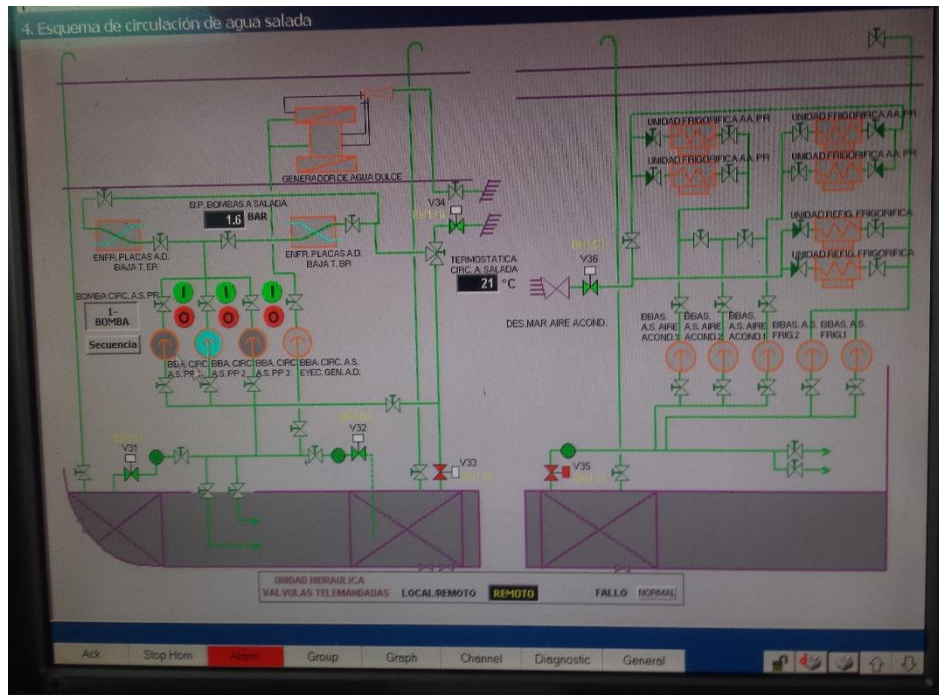 4. Esquema de circulación de agua salada
UNIDAD FRIGORIFICA AA. PR
UNIDAD FRIGORIFICA AA. PR
UNIDAD FRIGORIFICA AA. PR
UNIDAD FRIGORIFICA AA. PR
GENERADOR DE AGUA DULCE
B.P. BOMBAS A SALADA
1.6 BAR
V34
ENFR. PLACAS A.D.
BAJA T. ER
ENFR. PLACAS A.D.
BAJA T. BR
UNIDAD REFIG. FRIGORIFICA
UNIDAD REFIG. FRIGORIFICA
TERMOSTATICA
CIRC. A. SALADA
21 °C
V36
DES.MAR AIRE ACOND.
BOMBA CIRC. A.S. PR
I I I
O O O
1-
BOMBA
Secuencia
BBA. CIRC.
A.S. PP
BBA. CIRC.
A.S. PP 2
BBA. CIRC.
A.S. PP 3
BBA. CIRC. A.S.
EYEC. GEN. A.D.
BBAS.
A.S. AIRE
ACOND.3
BBAS.
A.S. AIRE
ACOND.2
BBAS.
A.S. AIRE
ACOND.1
BBAS. A.S.
FRIG.2
BBAS. A.S.
FRIG.1
V31
V32
V33
V35
UNIDAD HIDRAULICA
VALVULAS TELEMANDADAS LOCAL/REMOTO REMOTO FALLO NORMAL
Ack. Stop Horn Alarm Group Graph Channel Diagnostic General